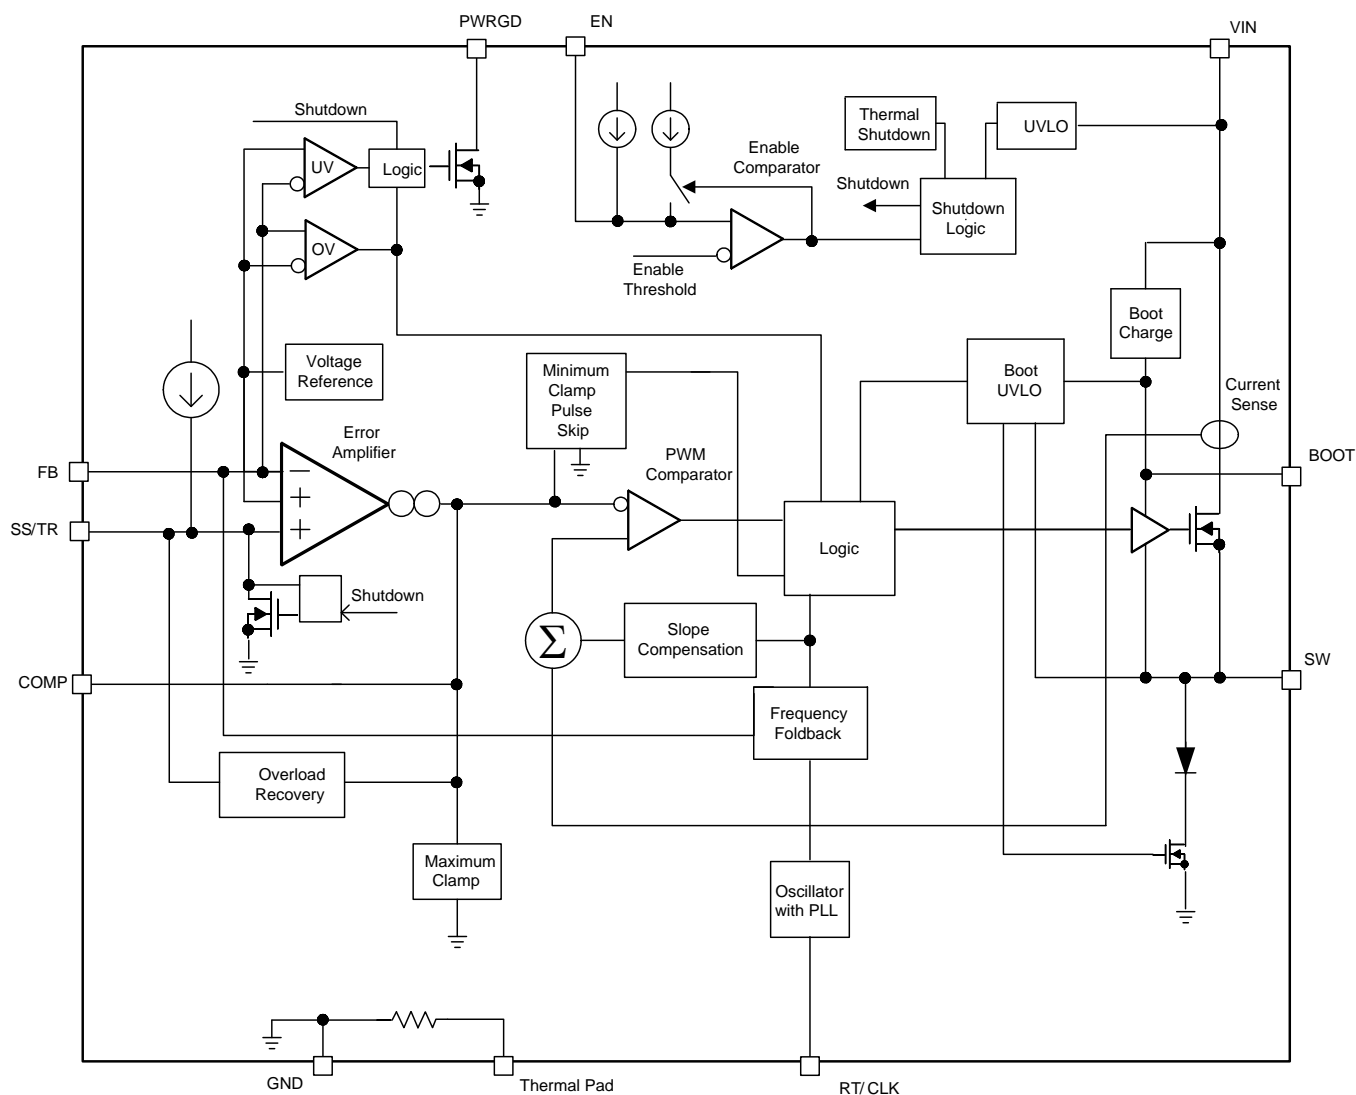 PWRGD
EN
VIN
Shutdown
UV
Logic
OV
Enable
Comparator
Enable
Threshold
Thermal
Shutdown
UVLO
Shutdown
Shutdown
Logic
Boot
Charge
Voltage
Reference
Minimum
Clamp
Pulse
Skip
Boot
UVLO
Current
Sense
Error
Amplifier
PWM
Comparator
FB
BOOT
SS/TR
−
+
+
Logic
Shutdown
Σ
Slope
Compensation
COMP
SW
Frequency
Foldback
Overload
Recovery
Maximum
Clamp
Oscillator
with PLL
GND
Thermal Pad
RT/ CLK